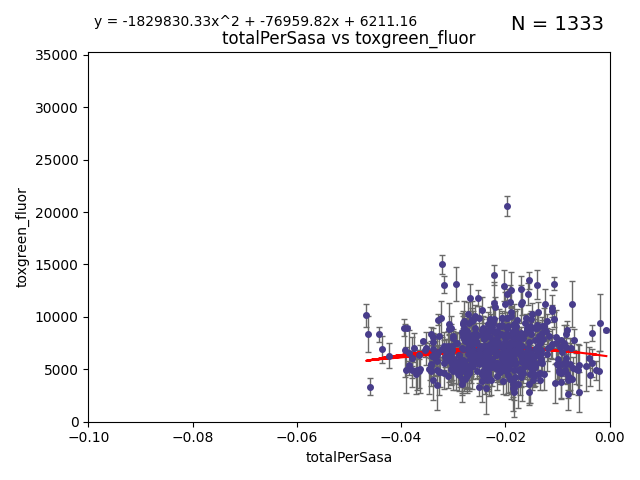 y = -1829830.33x^2 + -76959.82x + 6211.16
N = 1333
totalPerSasa vs toxgreen_fluor
35000
30000
25000
20000
15000
10000
5000
0
toxgreen_fluor
−0.10
−0.08
−0.06
−0.04
−0.02
0.00
totalPerSasa